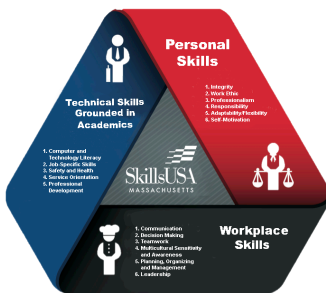 Personal
Skills
1. Integrity
2. Work Ethic
3. Professionalism
4. Responsibility
5. Adaptability/Flexibility
6. Self-Motivation
Technical Skills
Grounded in
Academics
1. Computer and
Technology Literacy
2. Job Specific Skills
3. Safety and Health
4. Service Orientation
5. Professional
Development
SkillsUSA
MASSACHUSETTS
Workplace
Skills
1. Communication
2. Decision Making
3. Teamwork
4. Multicultural Sensitivity
and Awareness
5. Planning, Organizing
and Management
6. Leadership